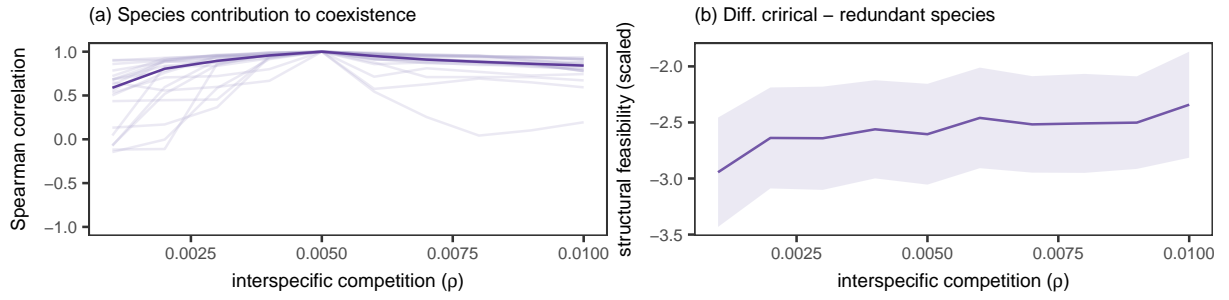 (a) Species contribution to coexistence
Spearman correlation
1.0
0.5
0.0
−0.5
−1.0
0.0025
0.0050
0.0075
0.0100
interspecific competition (ρ)
(b) Diff. crirical − redundant species
structural feasibility (scaled)
−2.0
−2.5
−3.0
−3.5
0.0025
0.0050
0.0075
0.0100
interspecific competition (ρ)